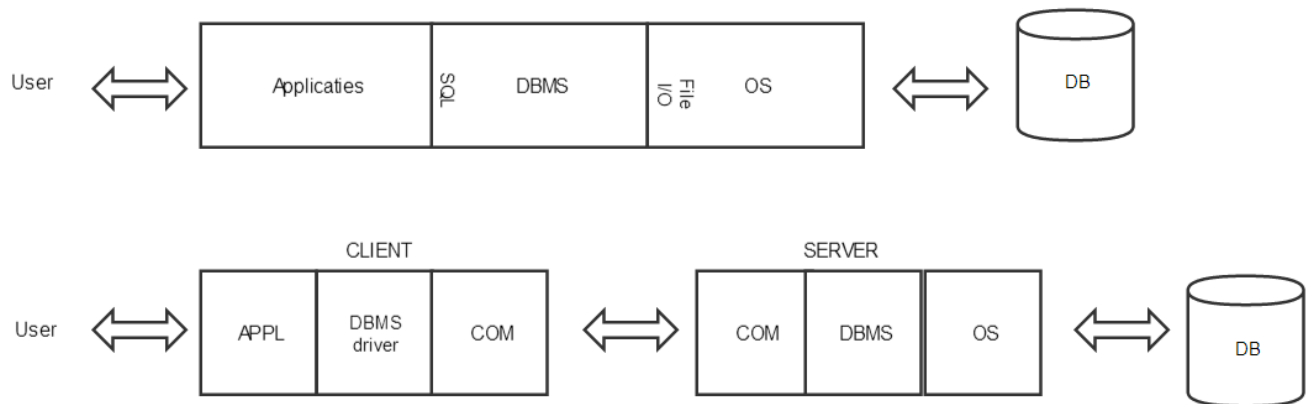 User
Applicaties
SQL
DBMS
File
I/O
OS
DB
CLIENT
SERVER
User
APPL
DBMS
driver
COM
COM
DBMS
OS
DB